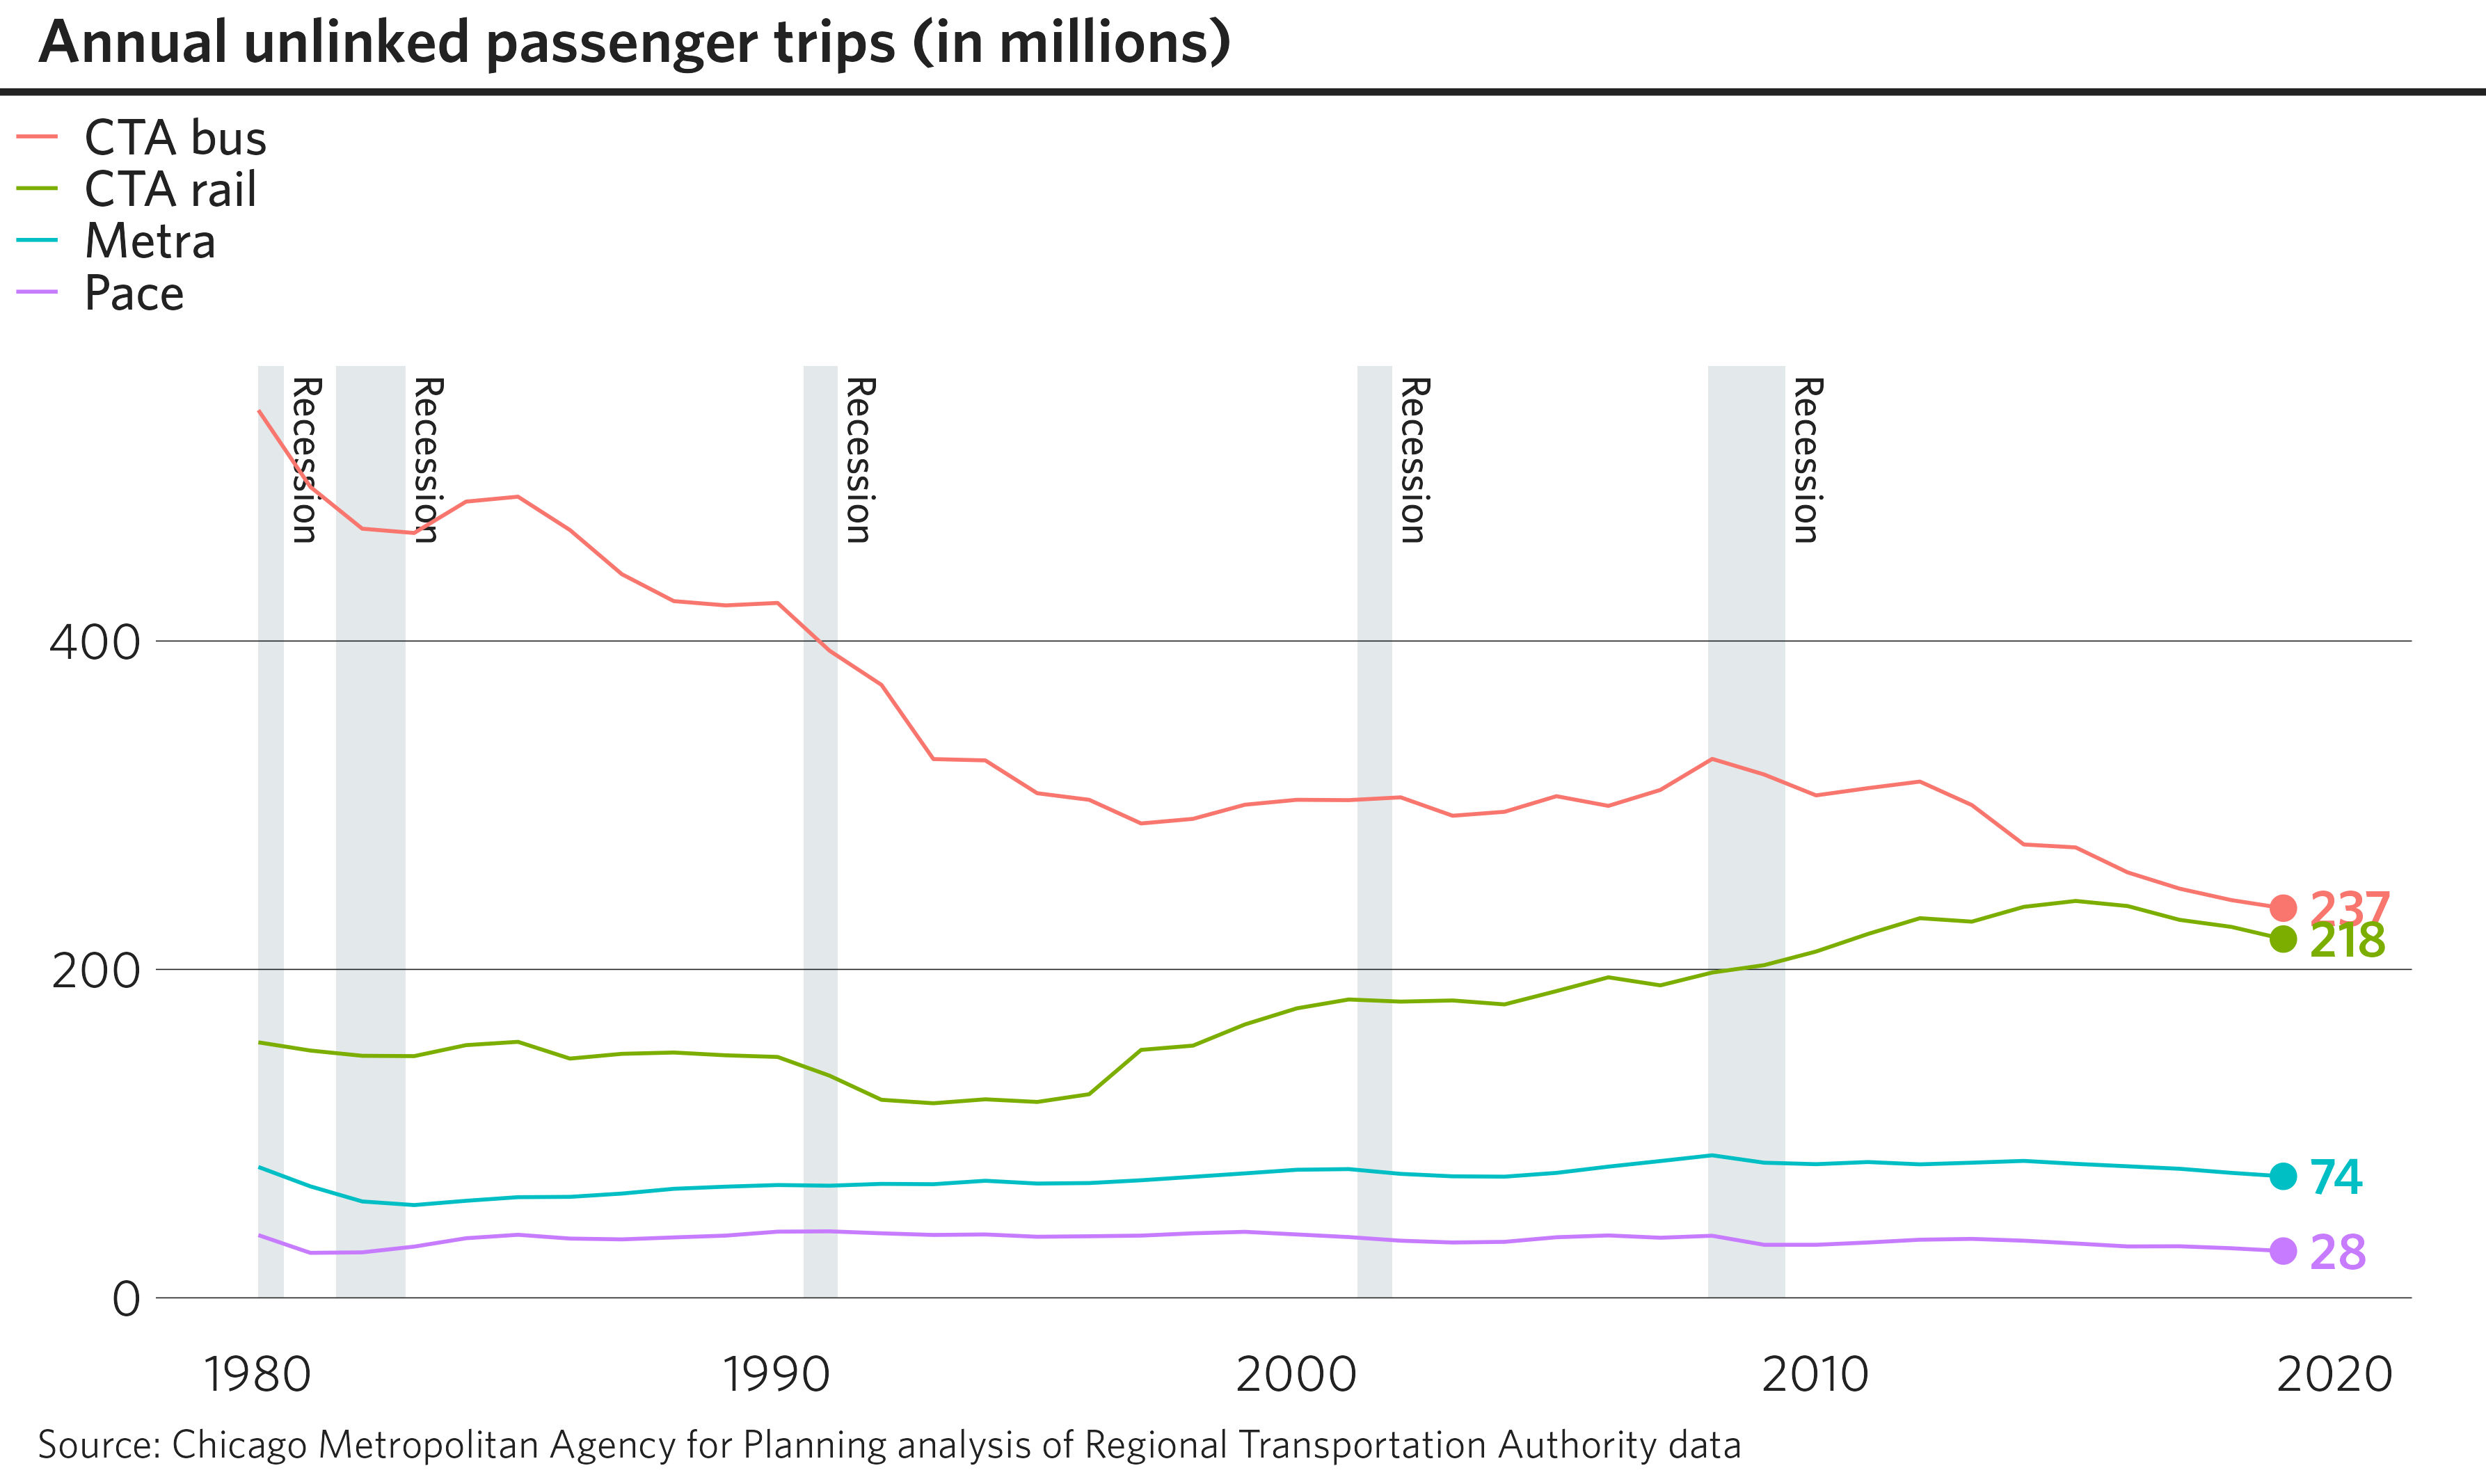 Annual unlinked passenger trips (in millions)
CTA bus
CTA rail
Metra
Pace
Recession
Recession
Recession
Recession
Recession
400
200
0
237
218
74
28
1980
1990
2000
2010
2020
Source: Chicago Metropolitan Agency for Planning analysis of Regional Transportation Authority data